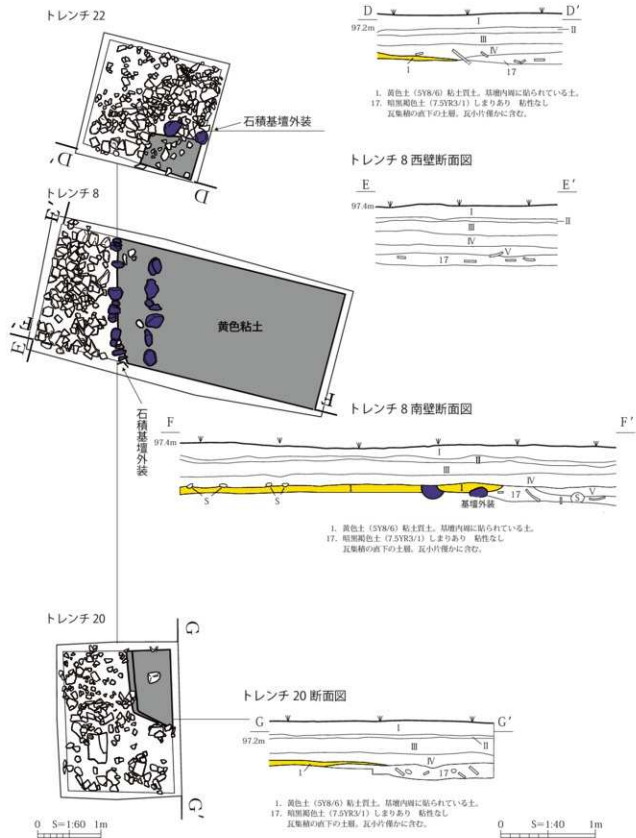 トレンチ 22
石積基壇外装
D'
D
D
D'
97.2m
I
II
III
IV
1
17
1. 黄色土（5Y8/6）粘土質土。基壇内周に貼られている土。
17. 暗黒褐色土（7.5YR3/1）しまりあり 粘性なし
瓦集積の直下の土層。瓦小片僅かに含む。
トレンチ 8
E'
E
F
F'
黄色粘土
石積基壇外装
トレンチ 8 西壁断面図
E
E'
97.4m
I
II
III
IV
V
17
トレンチ 8 南壁断面図
F
F'
97.4m
I
II
III
IV
1
1
17
V
S
S
S
基壇外装
1. 黄色土（5Y8/6）粘土質土。基壇内周に貼られている土。
17. 暗黒褐色土（7.5YR3/1）しまりあり 粘性なし
瓦集積の直下の土層。瓦小片僅かに含む。
トレンチ 20
G
G'
トレンチ 20 断面図
G
G'
97.2m
I
II
III
IV
1
17
1. 黄色土（5Y8/6）粘土質土。基壇内周に貼られている土。
17. 暗黒褐色土（7.5YR3/1）しまりあり 粘性なし
瓦集積の直下の土層。瓦小片僅かに含む。
0 S=1:60 1m
0 S=1:40 1m